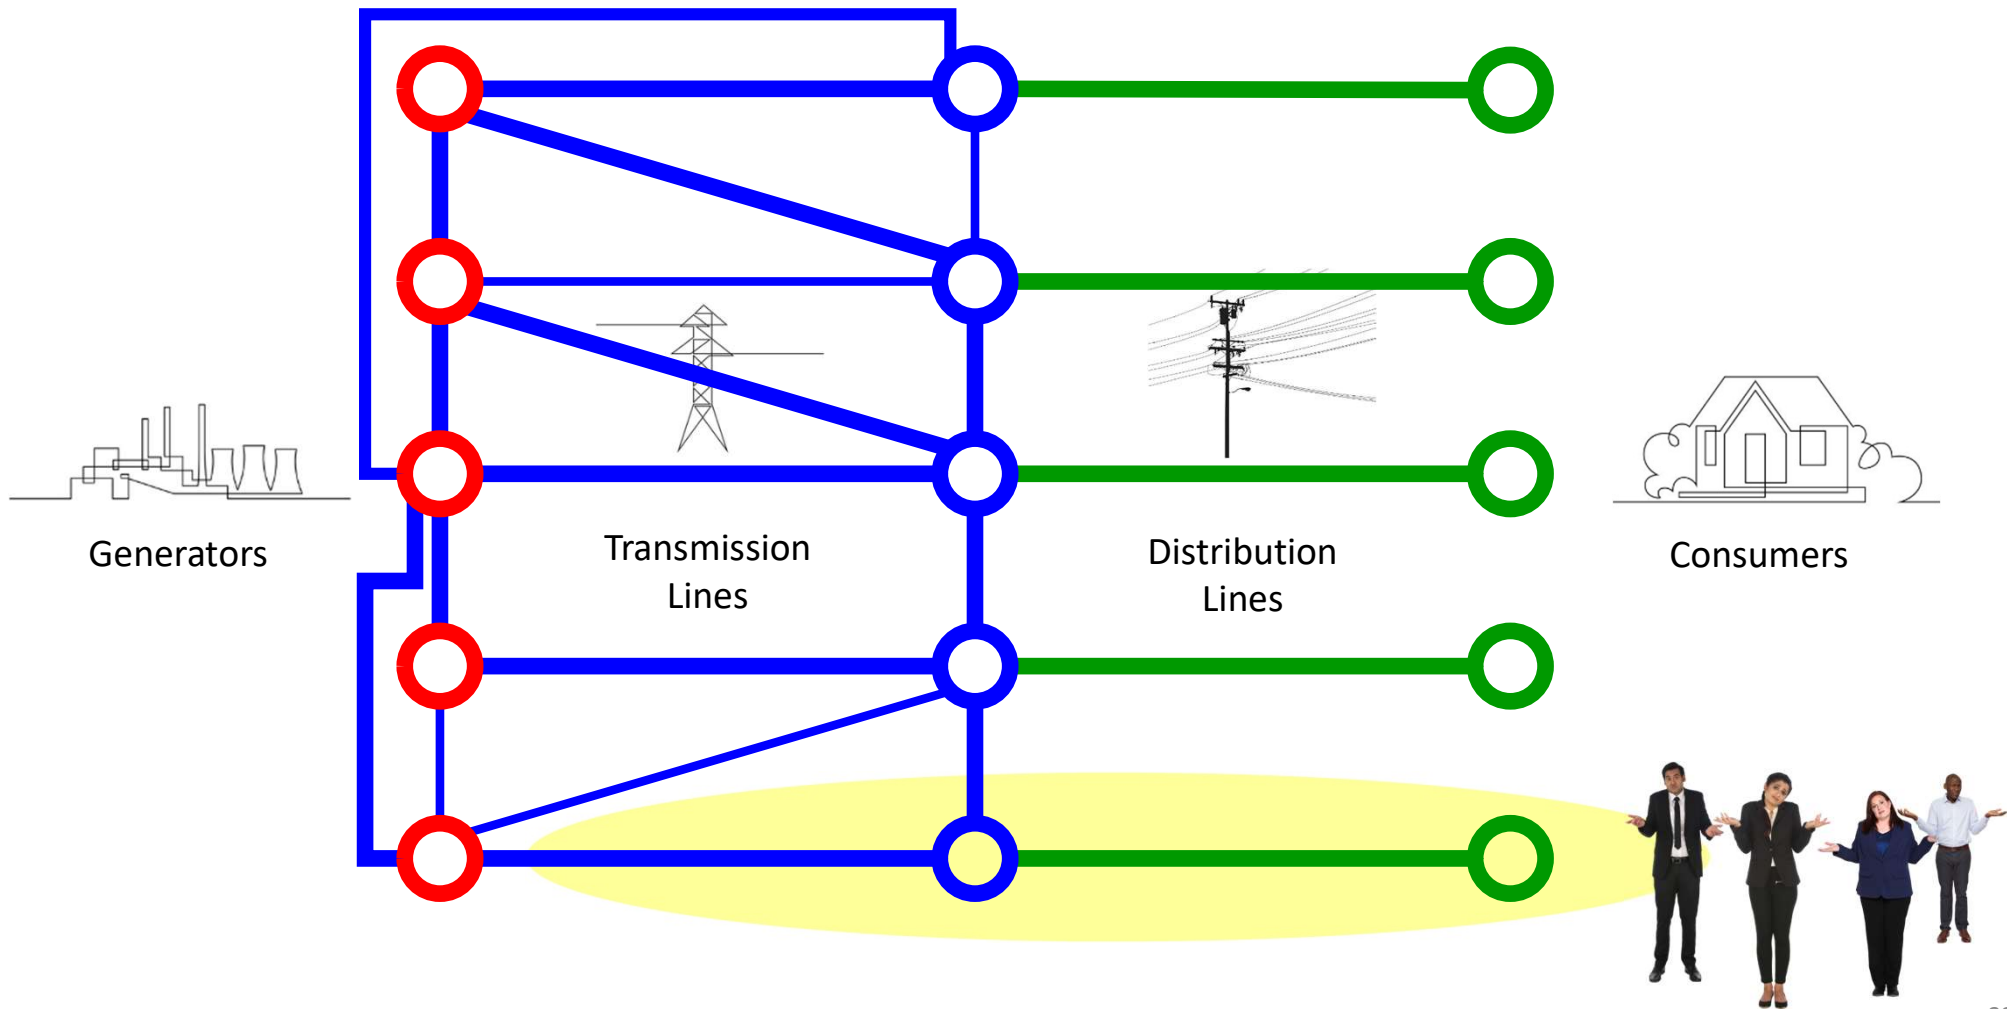 Generators
Transmission
Lines
Distribution
Lines
Consumers